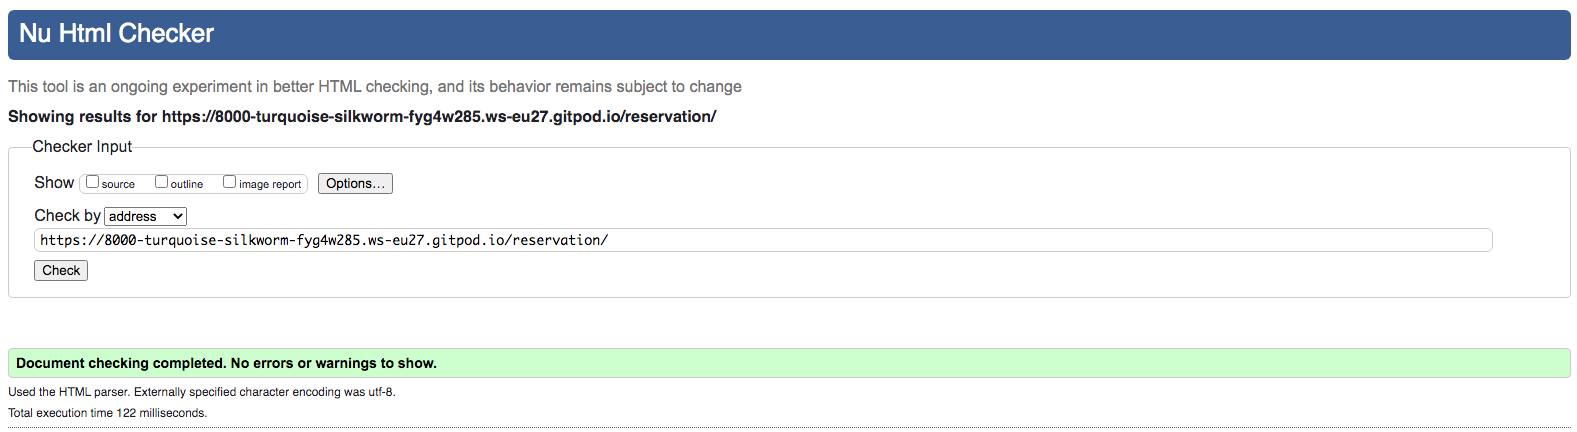 Nu Html Checker
This tool is an ongoing experiment in better HTML checking, and its behavior remains subject to change
Showing results for https://8000-turquoise-silkworm-fyg4w285.ws-eu27.gitpod.io/reservation/
Checker Input
Show source outline image report Options...
Check by address
https://8000-turquoise-silkworm-fyg4w285.ws-eu27.gitpod.io/reservation/
Check
Document checking completed. No errors or warnings to show.
Used the HTML parser. Externally specified character encoding was utf-8.
Total execution time 122 milliseconds.